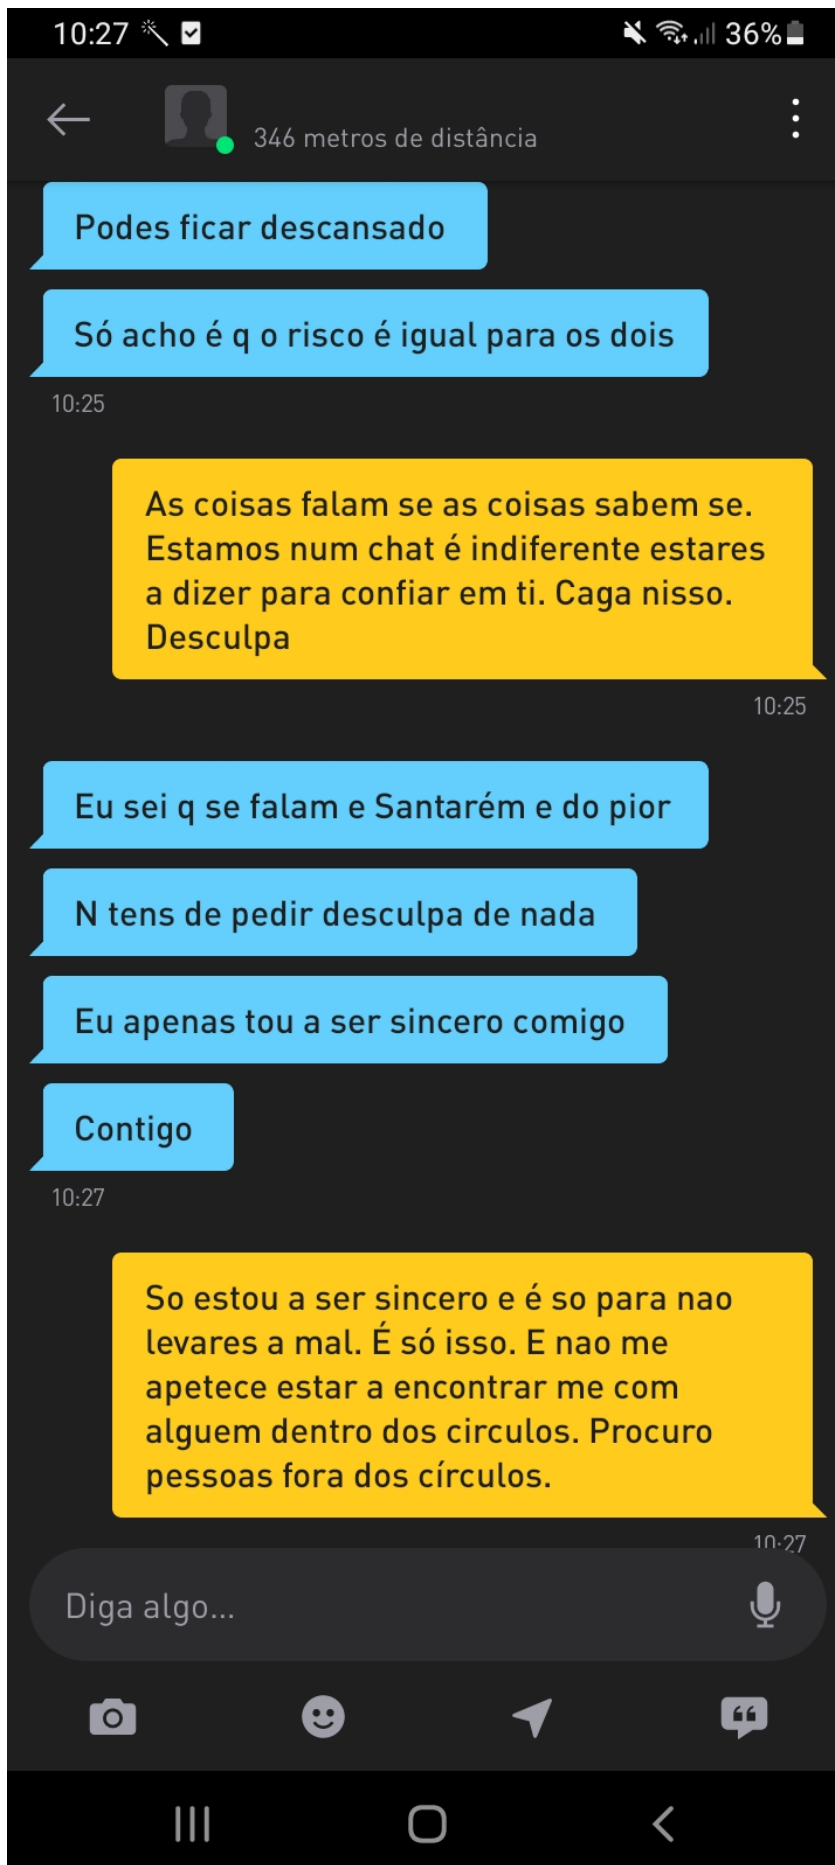 10:27
36%
346 metros de distância
Podes ficar descansado
Só acho é q o risco é igual para os dois
10:25
As coisas falam se as coisas sabem se.
Estamos num chat é indiferente estares
a dizer para confiar em ti. Caga nisso.
Desculpa
10:25
Eu sei q se falam e Santarém e do pior
N tens de pedir desculpa de nada
Eu apenas tou a ser sincero comigo
Contigo
10:27
So estou a ser sincero e é so para nao
levares a mal. É só isso. E nao me
apetece estar a encontrar me com
alguem dentro dos circulos. Procuro
pessoas fora dos círculos.
10:27
Diga algo...